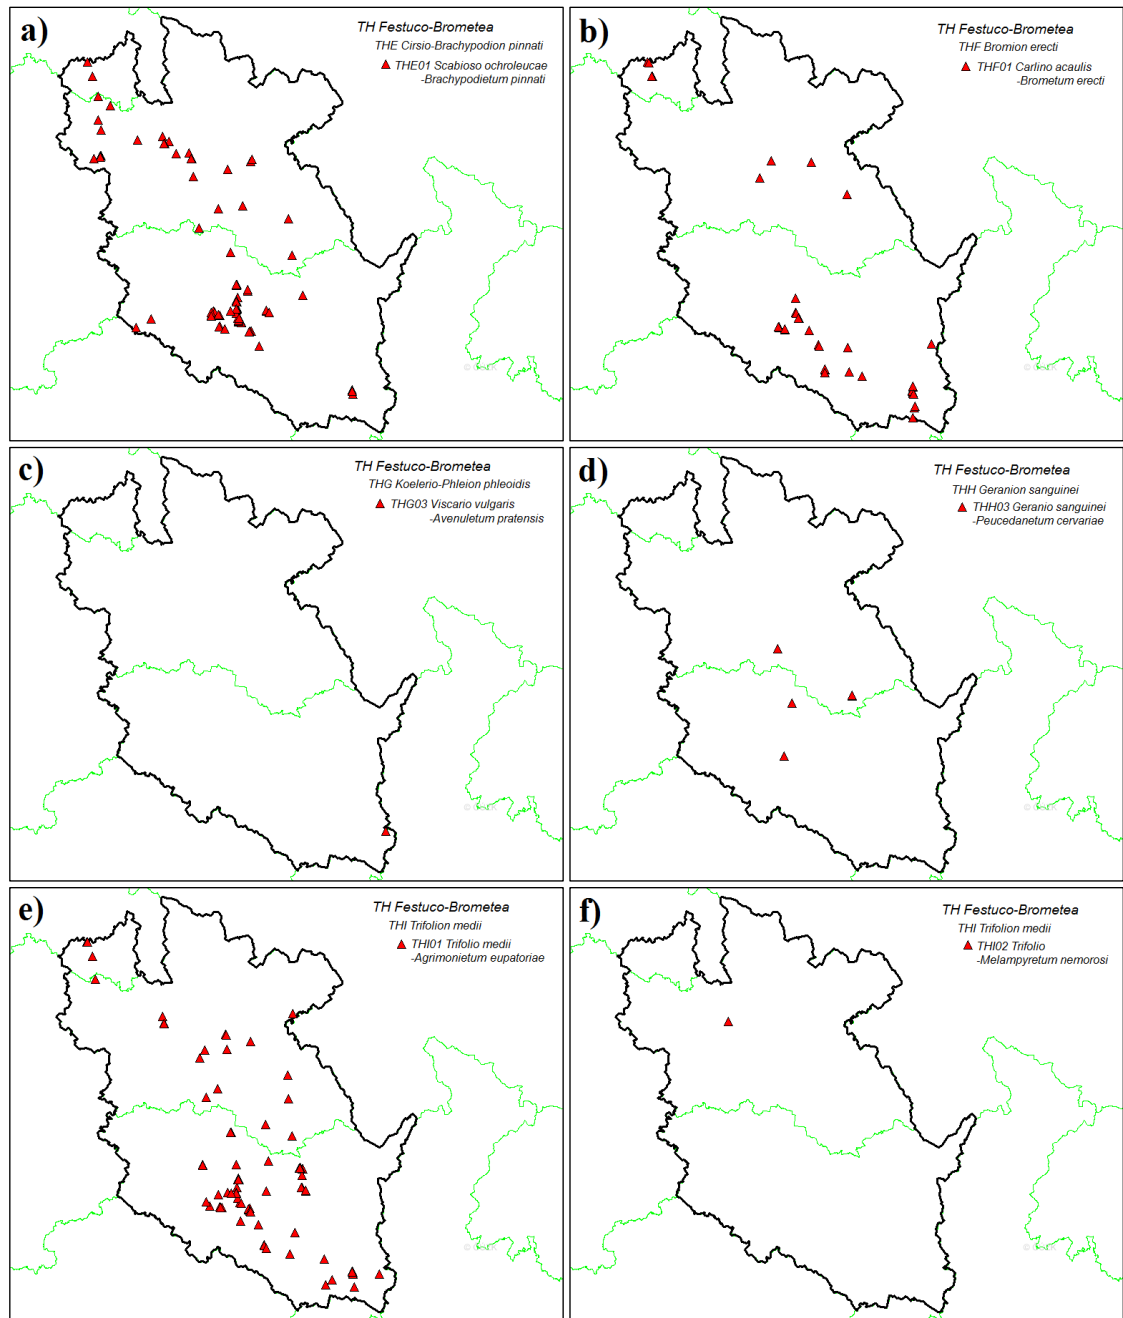 a)
TH Festuco-Brometea
THE Cirsio-Brachypodion pinnati
THE01 Scabioso ochroleucae
-Brachypodietum pinnati
b)
TH Festuco-Brometea
THF Bromion erecti
THF01 Carlino acaulis
-Brometum erecti
c)
TH Festuco-Brometea
THG Koelerio-Phleion phleoidis
THG03 Viscario vulgaris
-Avenuletum pratensis
d)
TH Festuco-Brometea
THH Geranion sanguinei
THH03 Geranio sanguinei
-Peucedanetum cervariae
e)
TH Festuco-Brometea
THI Trifolion medii
THI01 Trifolio medii
-Agrimonietum eupatoriae
f)
TH Festuco-Brometea
THI Trifolion medii
THI02 Trifolio
-Melampyretum nemorosi